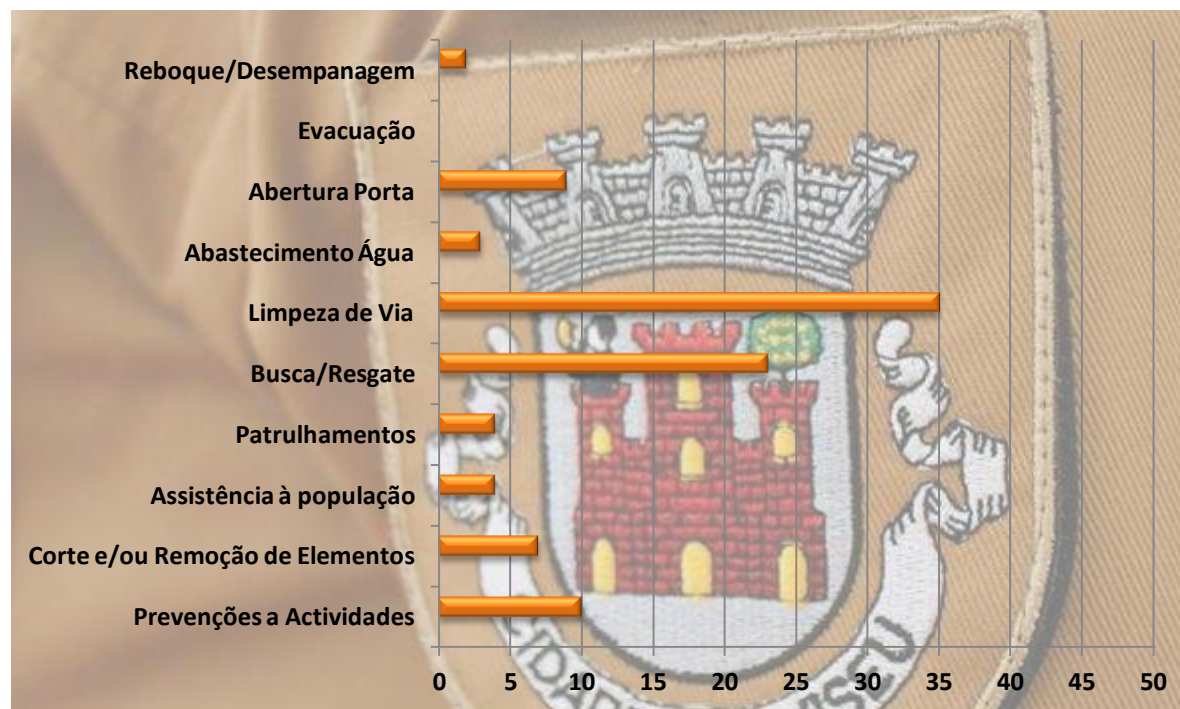 Reboque/Desempanagem
Evacuação
Abertura Porta
Abastecimento Água
Limpeza de Via
Busca/Resgate
Patrulhamentos
Assistência à população
Corte e/ou Remoção de Elementos
Prevenções a Actividades
0 5 10 15 20 25 30 35 40 45 50
VISEU